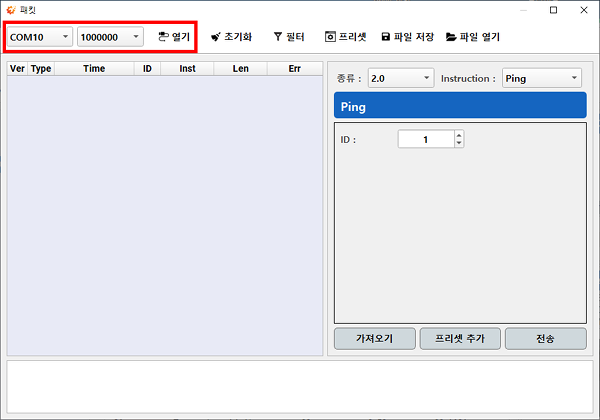 패킷
COM10 1000000 열기 초기화 필터 프리셋 파일 저장 파일 열기
Ver Type Time ID Inst Len Err
종류 : 2.0 Instruction : Ping
Ping
ID : 1
가져오기 프리셋 추가 전송